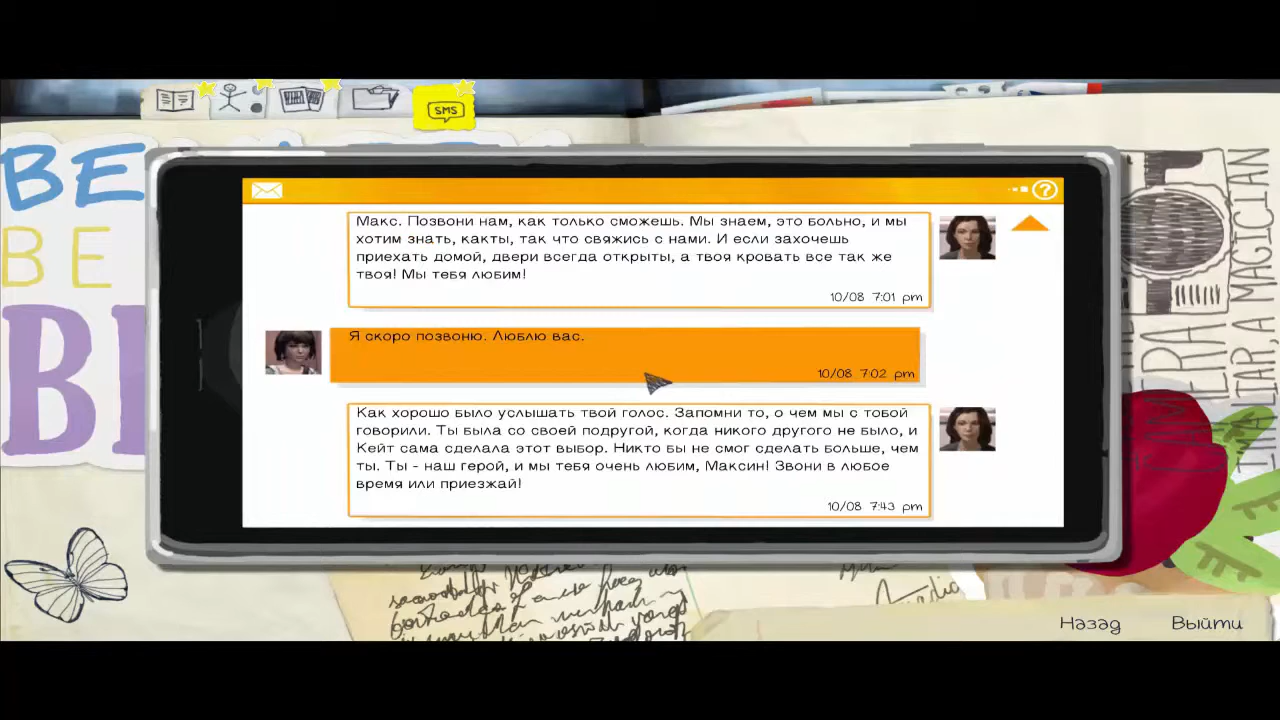 SMS
BE
BE
Макс. Позвони нам, как только сможешь. Мы знаем, это больно, и мы
хотим знать, какты, так что свяжись с нами. И если захочешь
приехать домой, двери всегда открыты, а твоя кровать все так же
твоя! Мы тебя любим!
10/08 7:01 pm
Я скоро позвоню. Люблю вас.
10/08 7:02 pm
Как хорошо было услышать твой голос. Запомни то, о чем мы с тобой
говорили. Ты была со своей подругой, когда никого другого не было, и
Кейт сама сделала этот выбор. Никто бы не смог сделать больше, чем
ты. Ты - наш герой, и мы тебя очень любим, Максин! Звони в любое
время или приезжай!
10/08 7:43 pm
LIAR, A MAGICIAN
Назад
Выйти